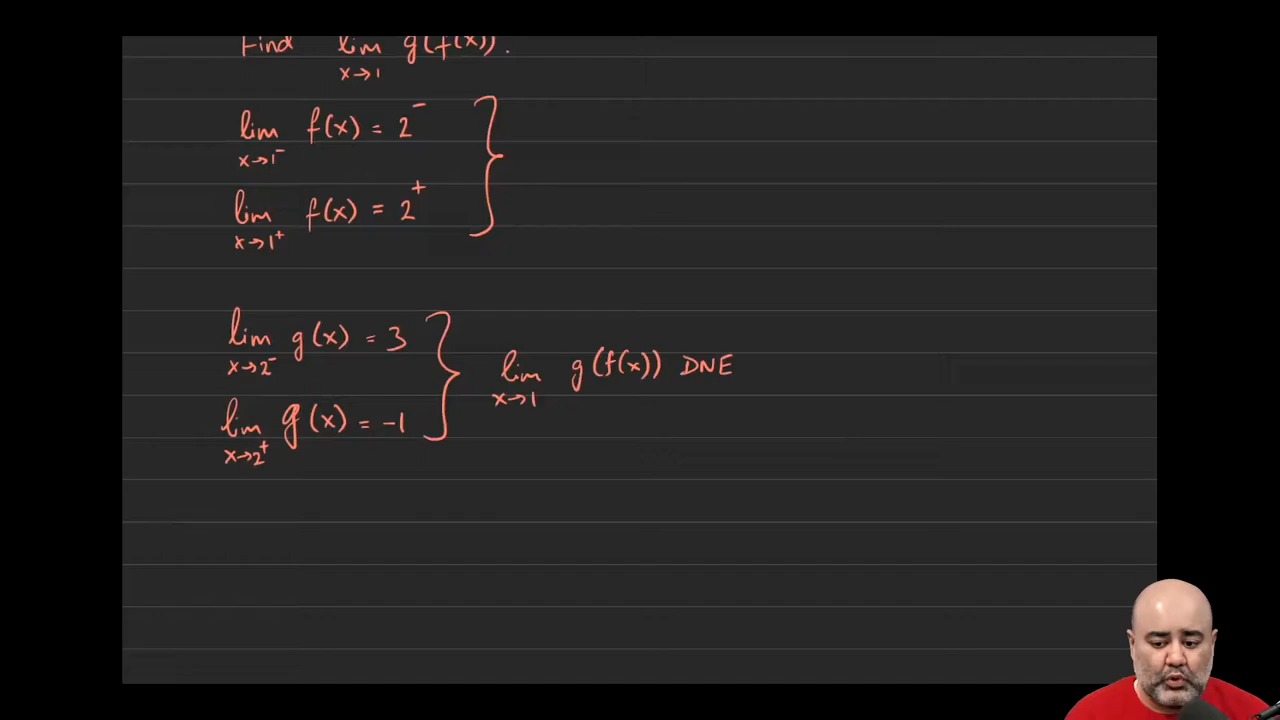 Find lim g(f(x)).
x→1
lim f(x) = 2⁻
x→1⁻
lim f(x) = 2⁺
x→1⁺
lim g(x) = 3
x→2⁻
lim g(x) = -1
x→2⁺
lim g(f(x)) DNE
x→1